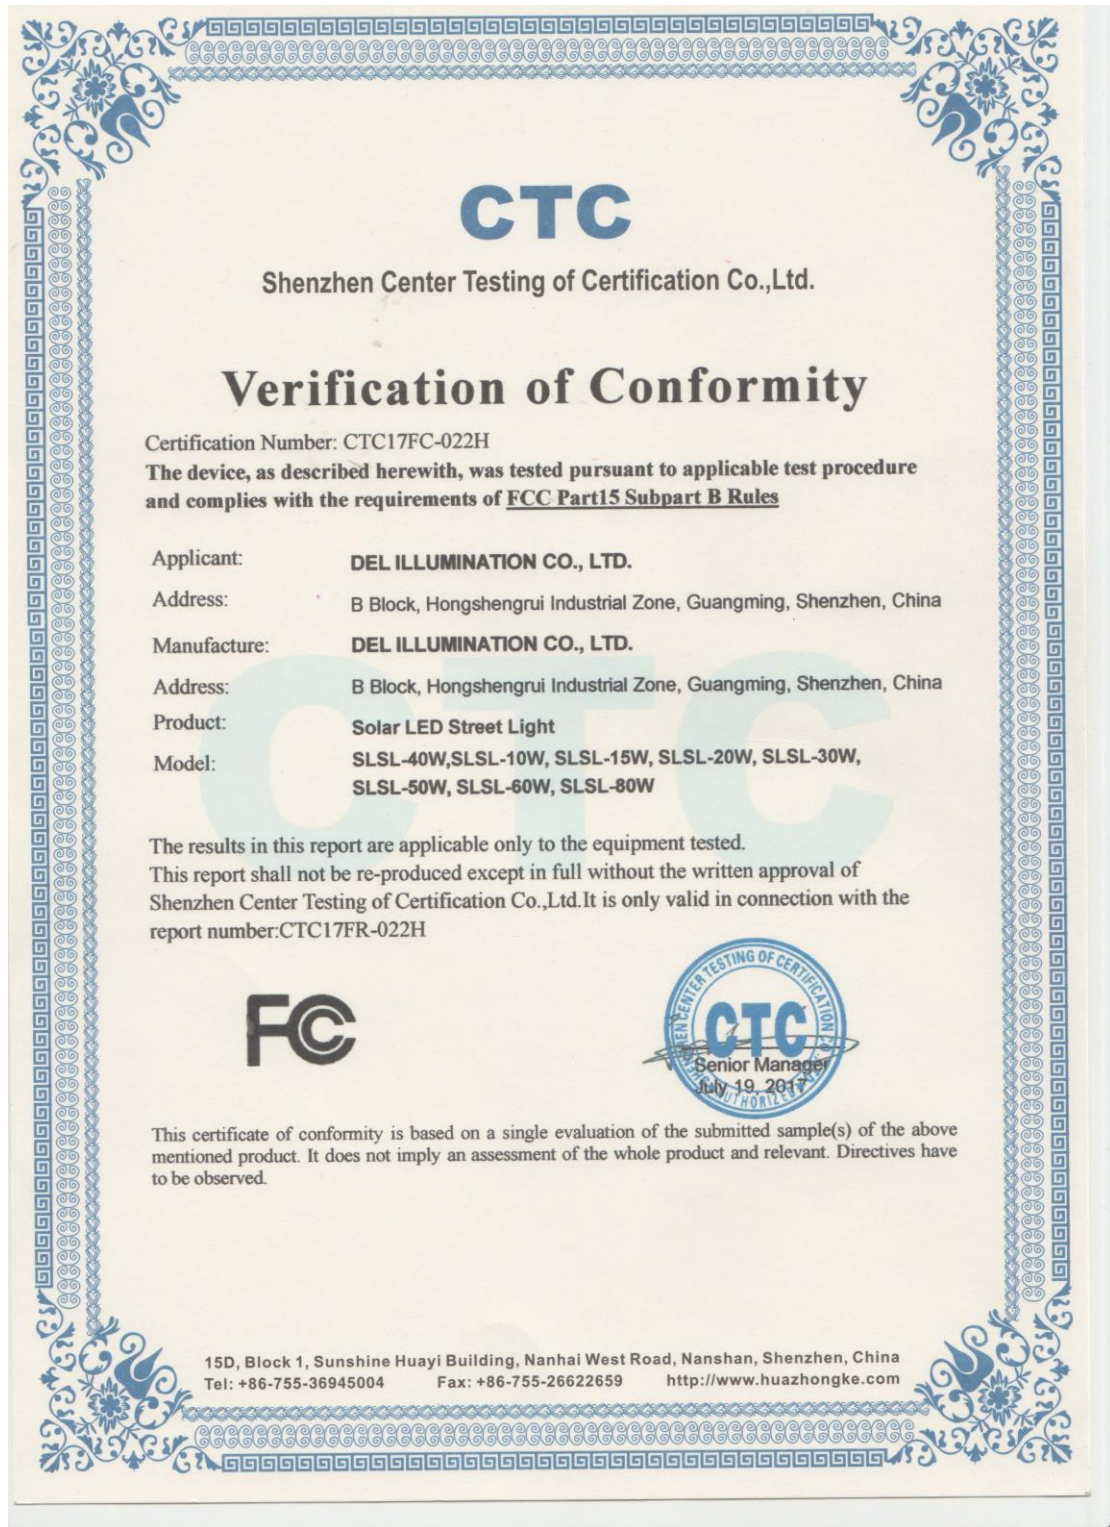 CTC
Shenzhen Center Testing of Certification Co.,Ltd.
Verification of Conformity
Certification Number: CTC17FC-022H
The device, as described herewith, was tested pursuant to applicable test procedure
and complies with the requirements of FCC Part15 Subpart B Rules
Applicant: DEL ILLUMINATION CO., LTD.
Address: B Block, Hongshengrui Industrial Zone, Guangming, Shenzhen, China
Manufacture: DEL ILLUMINATION CO., LTD.
Address: B Block, Hongshengrui Industrial Zone, Guangming, Shenzhen, China
Product: Solar LED Street Light
Model: SLSL-40W,SLSL-10W, SLSL-15W, SLSL-20W, SLSL-30W,
SLSL-50W, SLSL-60W, SLSL-80W
CTC
The results in this report are applicable only to the equipment tested.
This report shall not be re-produced except in full without the written approval of
Shenzhen Center Testing of Certification Co.,Ltd.It is only valid in connection with the
report number:CTC17FR-022H
FC
CENTER TESTING OF CERTIFICATION
CTC
Senior Manager
July 19, 2017
AUTHORIZED
This certificate of conformity is based on a single evaluation of the submitted sample(s) of the above
mentioned product. It does not imply an assessment of the whole product and relevant. Directives have
to be observed.
15D, Block 1, Sunshine Huayi Building, Nanhai West Road, Nanshan, Shenzhen, China
Tel: +86-755-36945004 Fax: +86-755-26622659 http://www.huazhongke.com